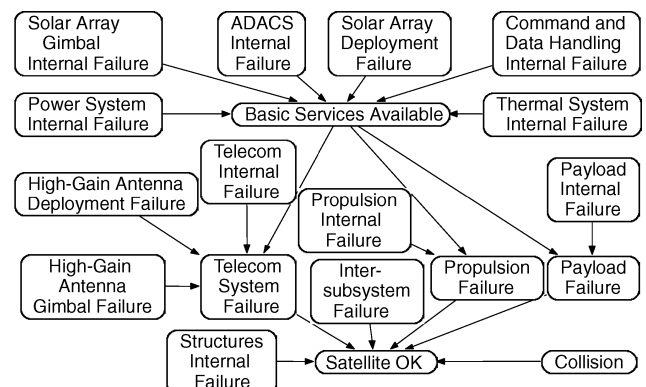 Solar Array
Gimbal
Internal Failure
ADACS
Internal
Failure
Solar Array
Deployment
Failure
Command and
Data Handling
Internal Failure
Power System
Internal Failure
Basic Services Available
Thermal System
Internal Failure
Telecom
Internal
Failure
High-Gain Antenna
Deployment Failure
Propulsion
Internal
Failure
Payload
Internal
Failure
High-Gain
Antenna
Gimbal Failure
Telecom
System
Failure
Inter-
subsystem
Failure
Propulsion
Failure
Payload
Failure
Structures
Internal
Failure
Satellite OK
Collision